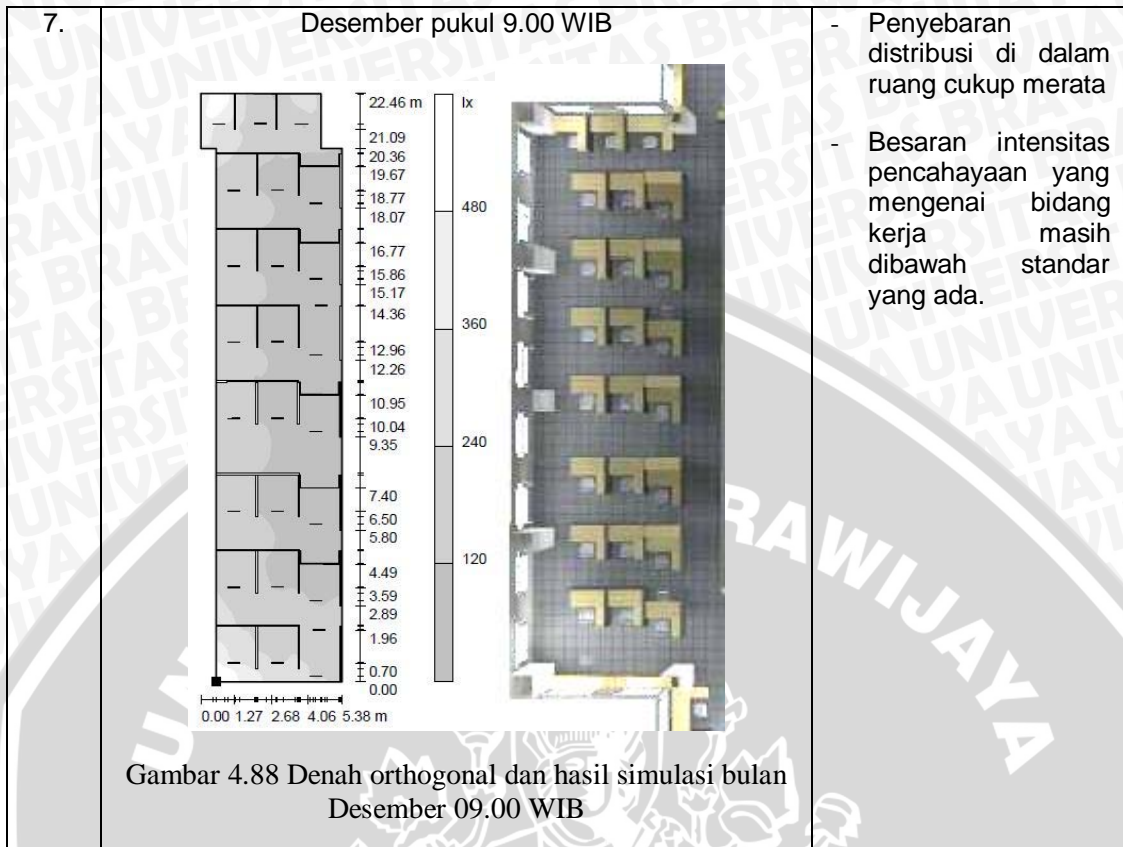 7.
Desember pukul 9.00 WIB
22.46 m
21.09
20.36
19.67
18.77
18.07
16.77
15.86
15.17
14.36
12.96
12.26
10.95
10.04
9.35
7.40
6.50
5.80
4.49
3.59
2.89
1.96
0.70
0.00
0.00 1.27 2.68 4.06 5.38 m
lx
480
360
240
120
Gambar 4.88 Denah orthogonal dan hasil simulasi bulan
Desember 09.00 WIB
- Penyebaran
distribusi di dalam
ruang cukup merata
- Besaran intensitas
pencahayaan yang
mengenai bidang
kerja masih
dibawah standar
yang ada.
UNIVERSITAS BRAWIJAYA